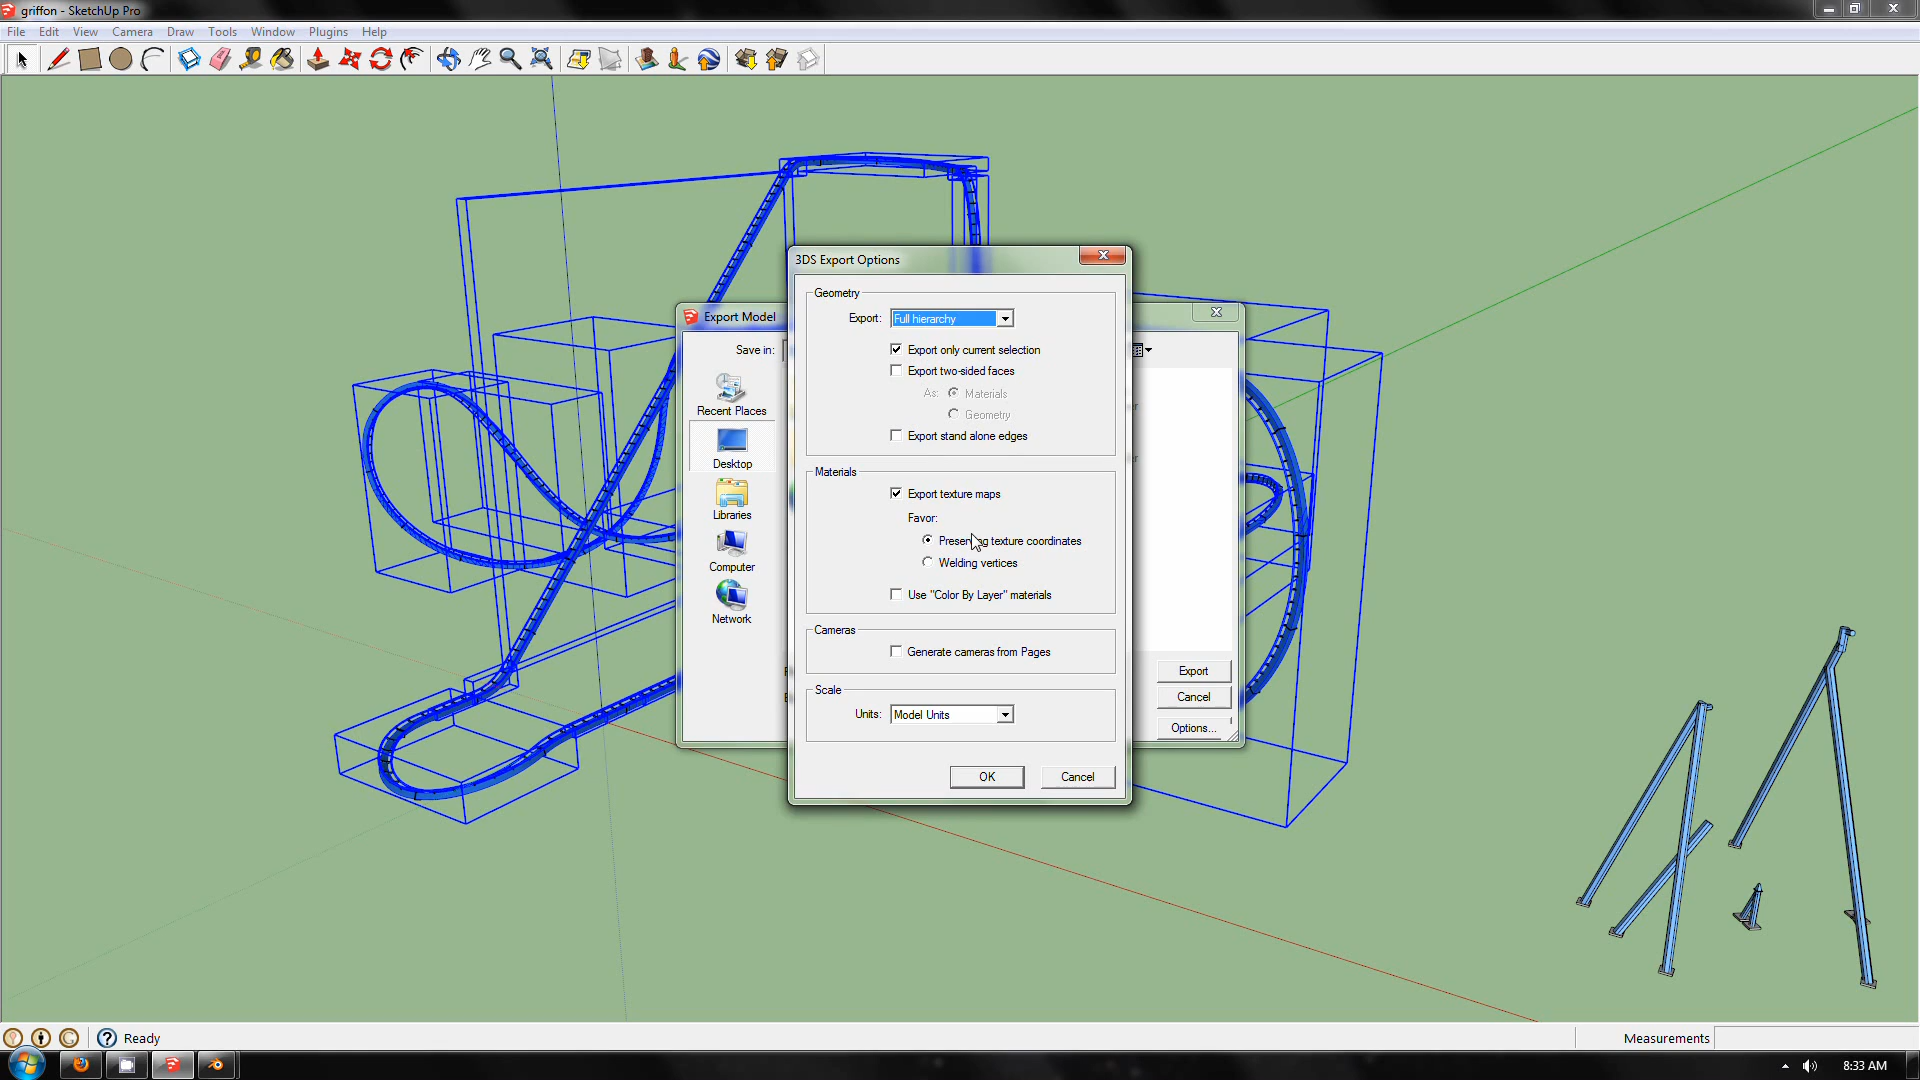 griffon - SketchUp Pro
File Edit View Camera Draw Tools Window Plugins Help
3DS Export Options
Geometry
Export: Full hierarchy
Export only current selection
Export two-sided faces
As: Materials
Geometry
Export stand alone edges
Materials
Export texture maps
Favor:
Preserving texture coordinates
Welding vertices
Use "Color By Layer" materials
Cameras
Generate cameras from Pages
Scale
Units: Model Units
OK Cancel
Export Model
Save in:
Recent Places
Desktop
Libraries
Computer
Network
Export
Cancel
Options...
Ready
Measurements
8:33 AM